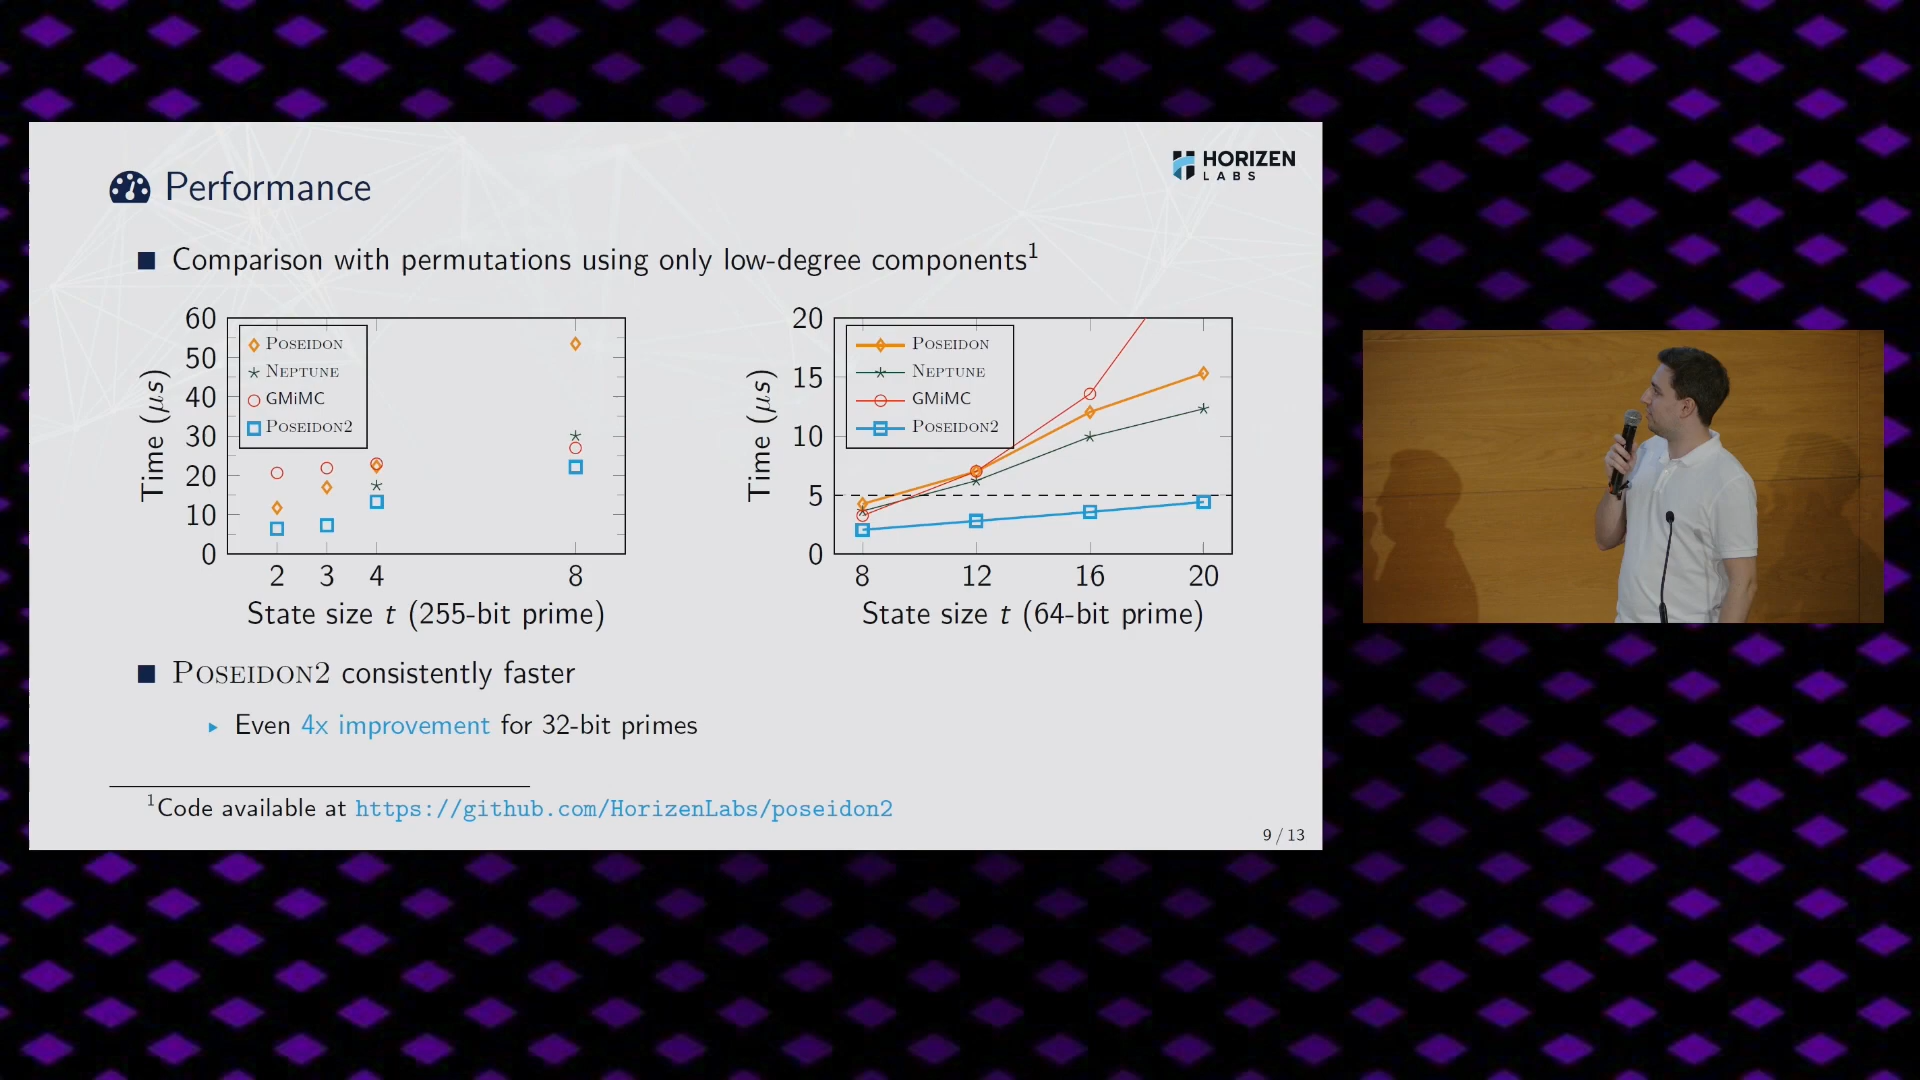 HORIZEN
LABS
Performance
Comparison with permutations using only low-degree components1
60
50
40
30
20
10
0
Time (μs)
POSEIDON
NEPTUNE
GMiMC
POSEIDON2
2 3 4 8
State size t (255-bit prime)
20
15
10
5
0
Time (μs)
POSEIDON
NEPTUNE
GMiMC
POSEIDON2
8 12 16 20
State size t (64-bit prime)
POSEIDON2 consistently faster
Even 4x improvement for 32-bit primes
1Code available at https://github.com/HorizenLabs/poseidon2
9 / 13